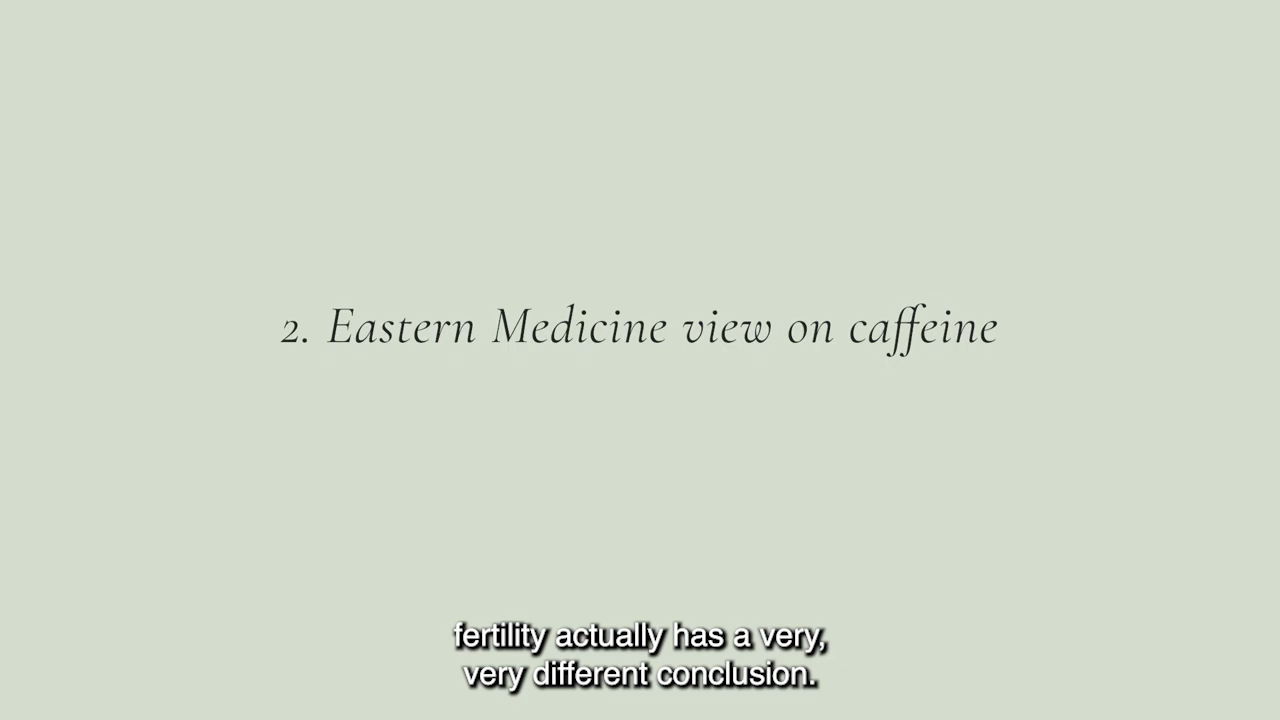 2. Eastern Medicine view on caffeine
fertility actually has a very,
very different conclusion.